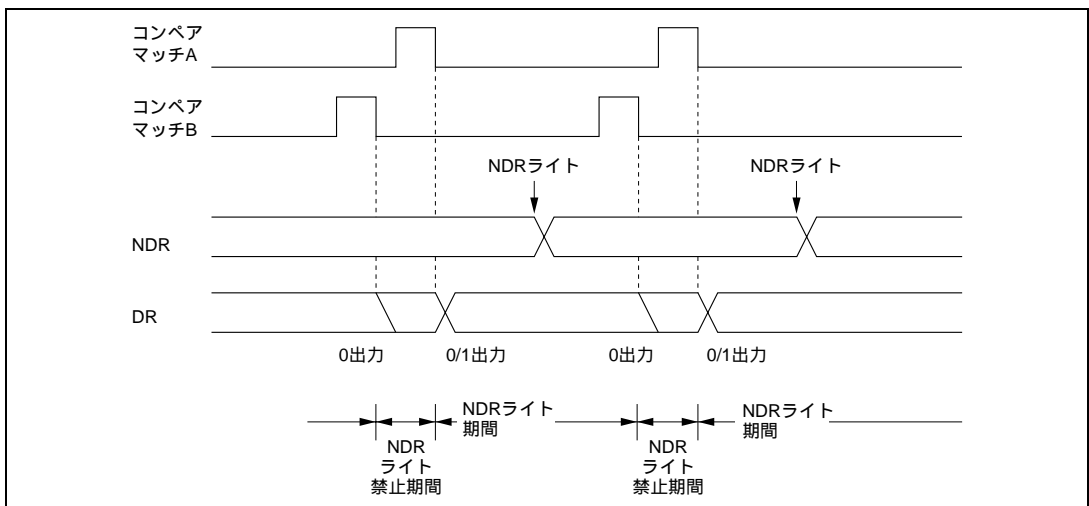 コンペア
マッチA
コンペア
マッチB
NDRライト
NDRライト
NDR
DR
0出力
0/1出力
0出力
0/1出力
NDRライト
期間
NDRライト
期間
NDR
ライト
禁止期間
NDR
ライト
禁止期間